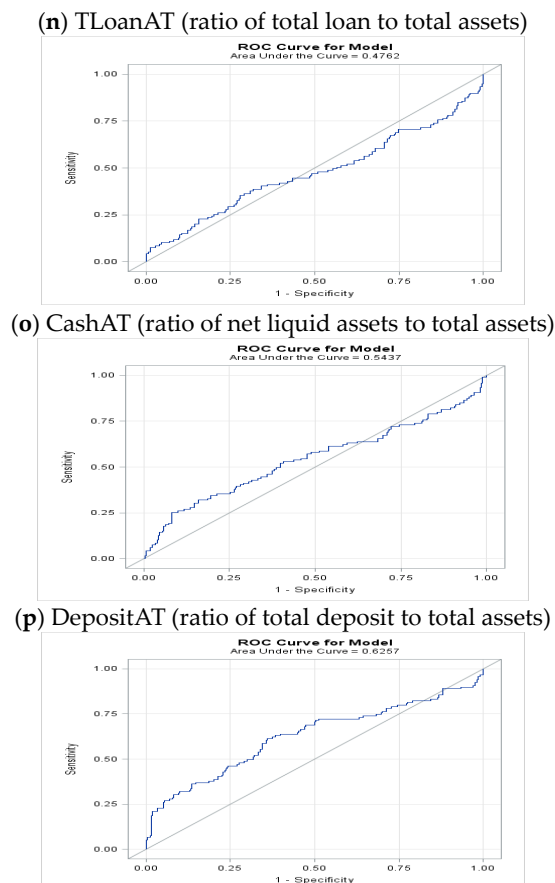 (n) TLoanAT (ratio of total loan to total assets)
ROC Curve for Model
Area Under the Curve = 0.4762
1.00
0.75
0.50
0.25
0.00
Sensitivity
0.00 0.25 0.50 0.75 1.00
1 - Specificity
(o) CashAT (ratio of net liquid assets to total assets)
ROC Curve for Model
Area Under the Curve = 0.5437
1.00
0.75
0.50
0.25
0.00
Sensitivity
0.00 0.25 0.50 0.75 1.00
1 - Specificity
(p) DepositAT (ratio of total deposit to total assets)
ROC Curve for Model
Area Under the Curve = 0.6257
1.00
0.75
0.50
0.25
0.00
Sensitivity
0.00 0.25 0.50 0.75 1.00
1 - Specificity